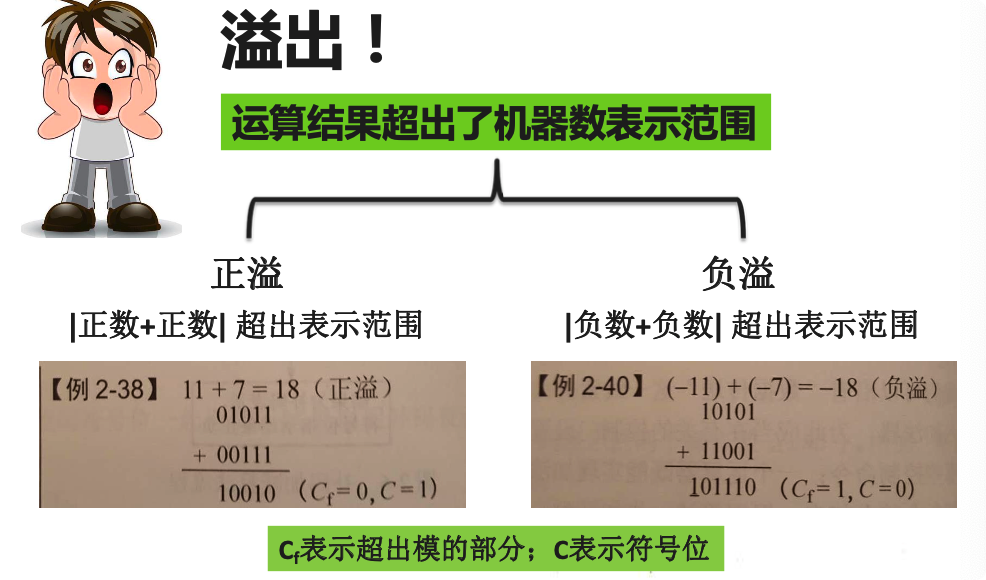 溢出！
运算结果超出了机器数表示范围
正溢
|正数+正数| 超出表示范围
【例 2-38】 11 + 7 = 18（正溢）
01011
+ 00111
10010 （Cf = 0, C = 1）
负溢
|负数+负数| 超出表示范围
【例 2-40】 (−11) + (−7) = −18（负溢）
10101
+ 11001
101110 （Cf = 1, C = 0）
Cf表示超出模的部分；C表示符号位